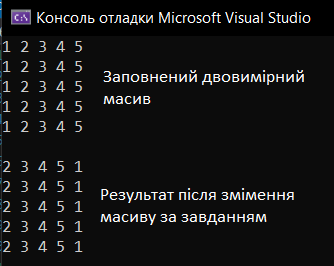 Консоль отладки Microsoft Visual Studio
1 2 3 4 5
1 2 3 4 5
1 2 3 4 5
1 2 3 4 5
1 2 3 4 5
Заповнений двовимірний
масив
2 3 4 5 1
2 3 4 5 1
2 3 4 5 1
2 3 4 5 1
2 3 4 5 1
Результат після змімення
масиву за завданням